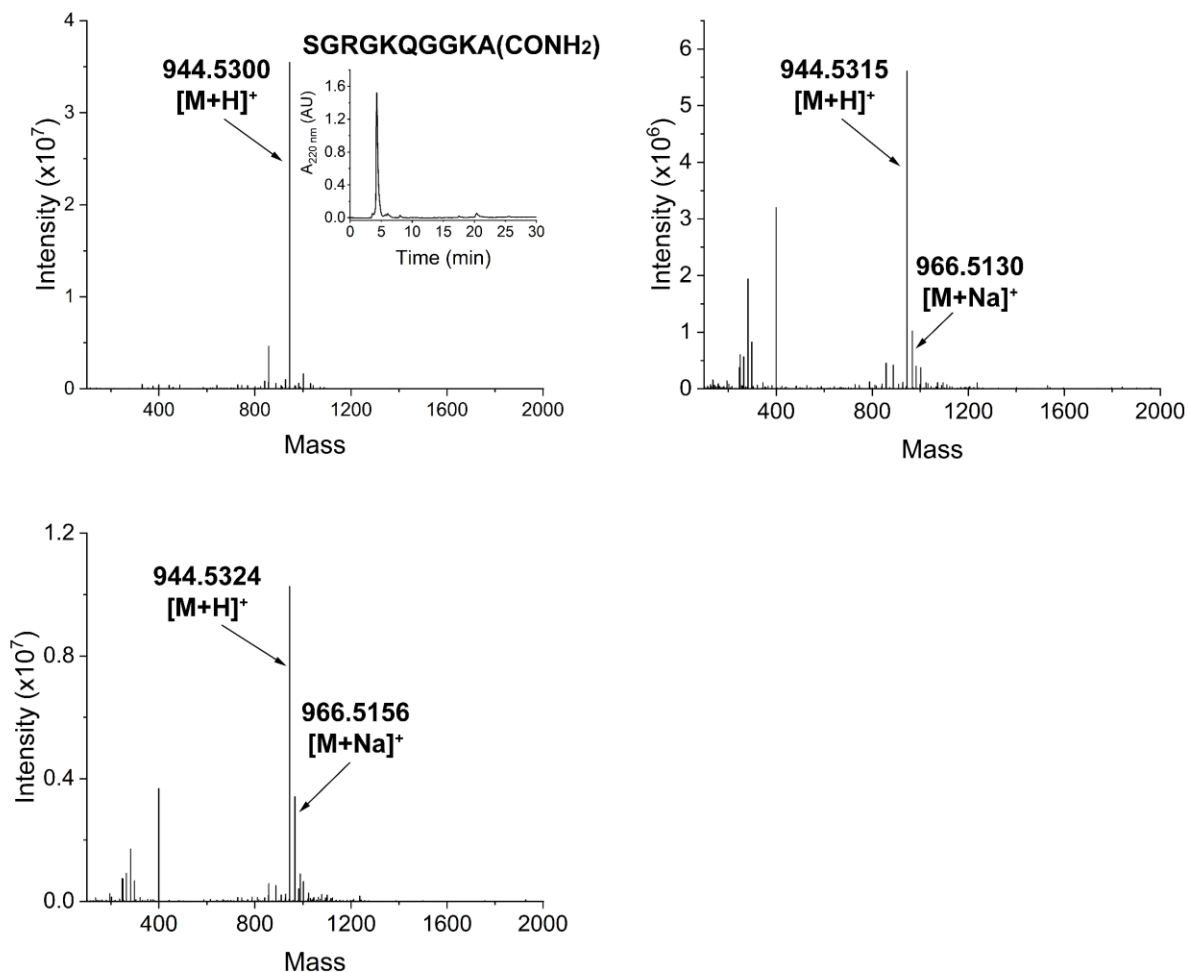 SGRGKQGGKA(CONH₂)
944.5300
[M+H]⁺
Intensity (x10⁷)
4
3
2
1
0
400 800 1200 1600 2000
Mass
A₂₂₀ ₙₘ (AU)
1.6
1.2
0.8
0.4
0.0
0 5 10 15 20 25 30
Time (min)
944.5315
[M+H]⁺
966.5130
[M+Na]⁺
Intensity (x10⁶)
6
5
4
3
2
1
0
400 800 1200 1600 2000
Mass
944.5324
[M+H]⁺
966.5156
[M+Na]⁺
Intensity (x10⁷)
1.2
0.8
0.4
0.0
400 800 1200 1600 2000
Mass